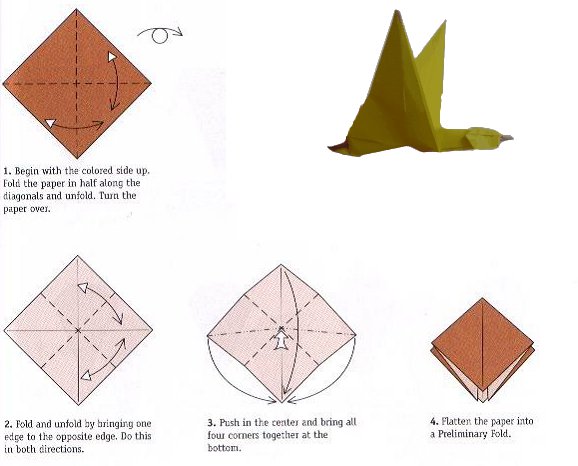 1. Begin with the colored side up.
Fold the paper in half along the
diagonals and unfold. Turn the
paper over.
2. Fold and unfold by bringing one
edge to the opposite edge. Do this
in both directions.
3. Push in the center and bring all
four corners together at the
bottom.
4. Flatten the paper into
a Preliminary Fold.